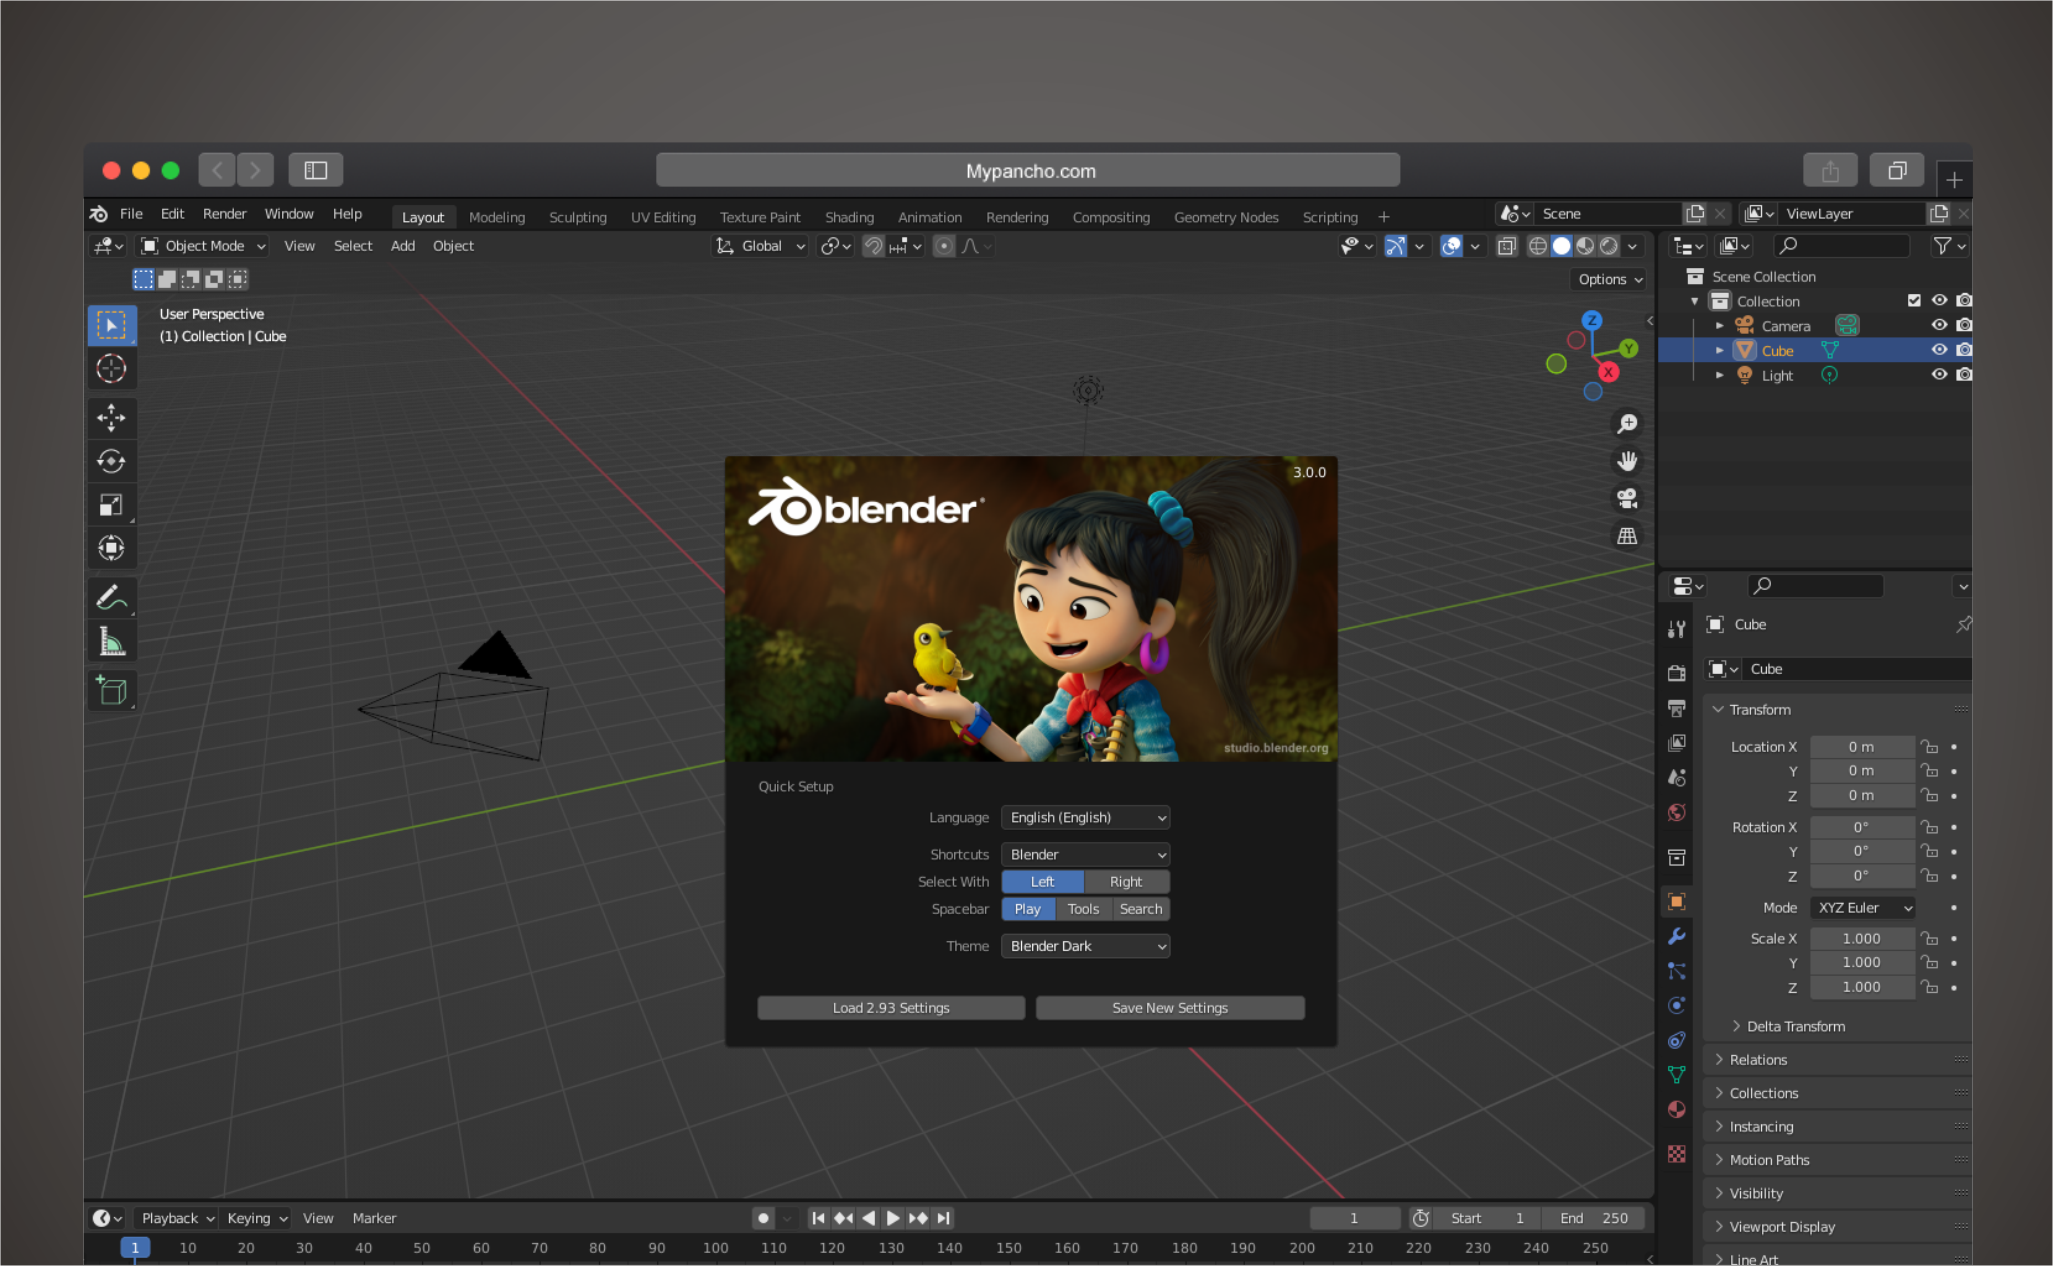 Mypancho.com
File Edit Render Window Help Layout Modeling Sculpting UV Editing Texture Paint Shading Animation Rendering Compositing Geometry Nodes Scripting + Scene ViewLayer
Object Mode View Select Add Object Global
Options
User Perspective
(1) Collection | Cube
Z
Y
X
Scene Collection
Collection
Camera
Cube
Light
blender
3.0.0
studio.blender.org
Quick Setup
Language English (English)
Shortcuts Blender
Select With Left Right
Spacebar Play Tools Search
Theme Blender Dark
Load 2.93 Settings Save New Settings
Cube
Cube
Transform
Location X 0 m
Y 0 m
Z 0 m
Rotation X 0°
Y 0°
Z 0°
Mode XYZ Euler
Scale X 1.000
Y 1.000
Z 1.000
Delta Transform
Relations
Collections
Instancing
Motion Paths
Visibility
Viewport Display
Line Art
Playback Keying View Marker 1 Start 1 End 250
1 10 20 30 40 50 60 70 80 90 100 110 120 130 140 150 160 170 180 190 200 210 220 230 240 250